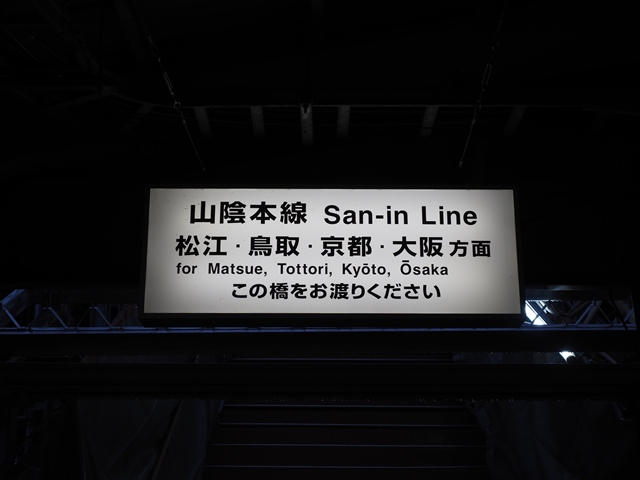 山陰本線 San-in Line
松江・鳥取・京都・大阪方面
for Matsue, Tottori, Kyōto, Ōsaka
この橋をお渡りください